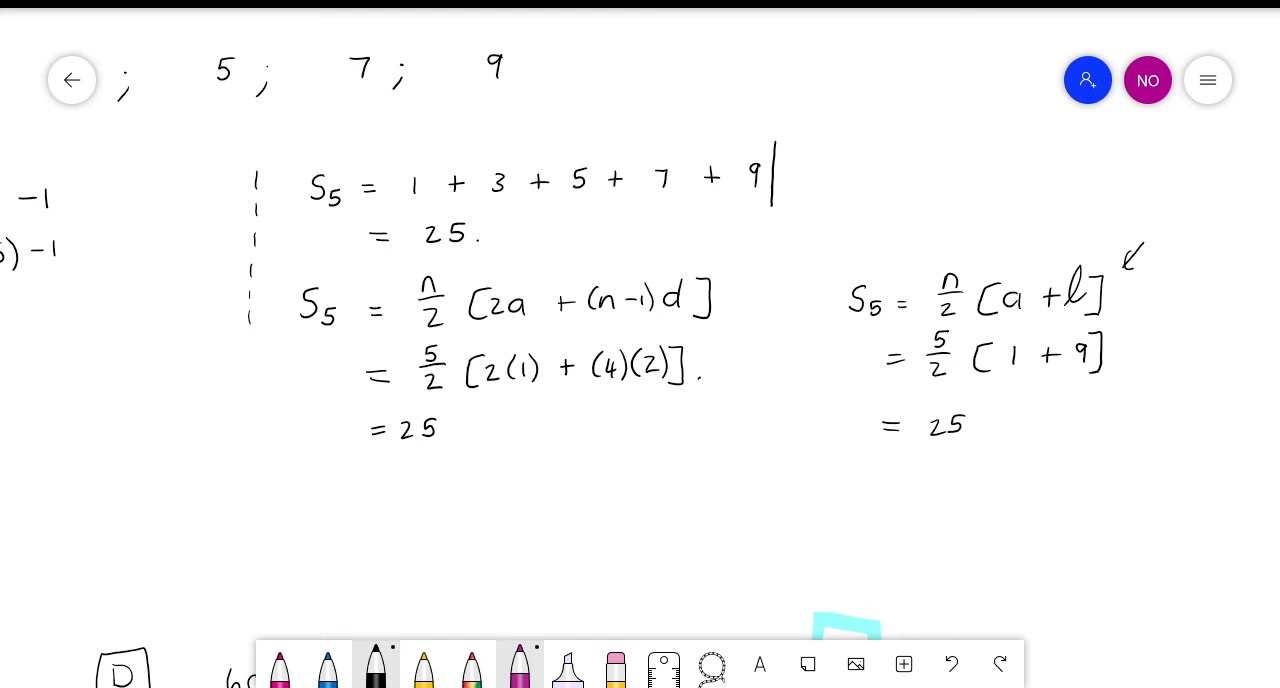 ; 5 ; 7 ; 9
NO
S₅ = 1 + 3 + 5 + 7 + 9
= 25.
-1
) -1
S₅ = n/2 [2a + (n-1)d]
= 5/2 [2(1) + (4)(2)].
= 25
S₅ = n/2 [a + l]
= 5/2 [1 + 9]
= 25
D
A